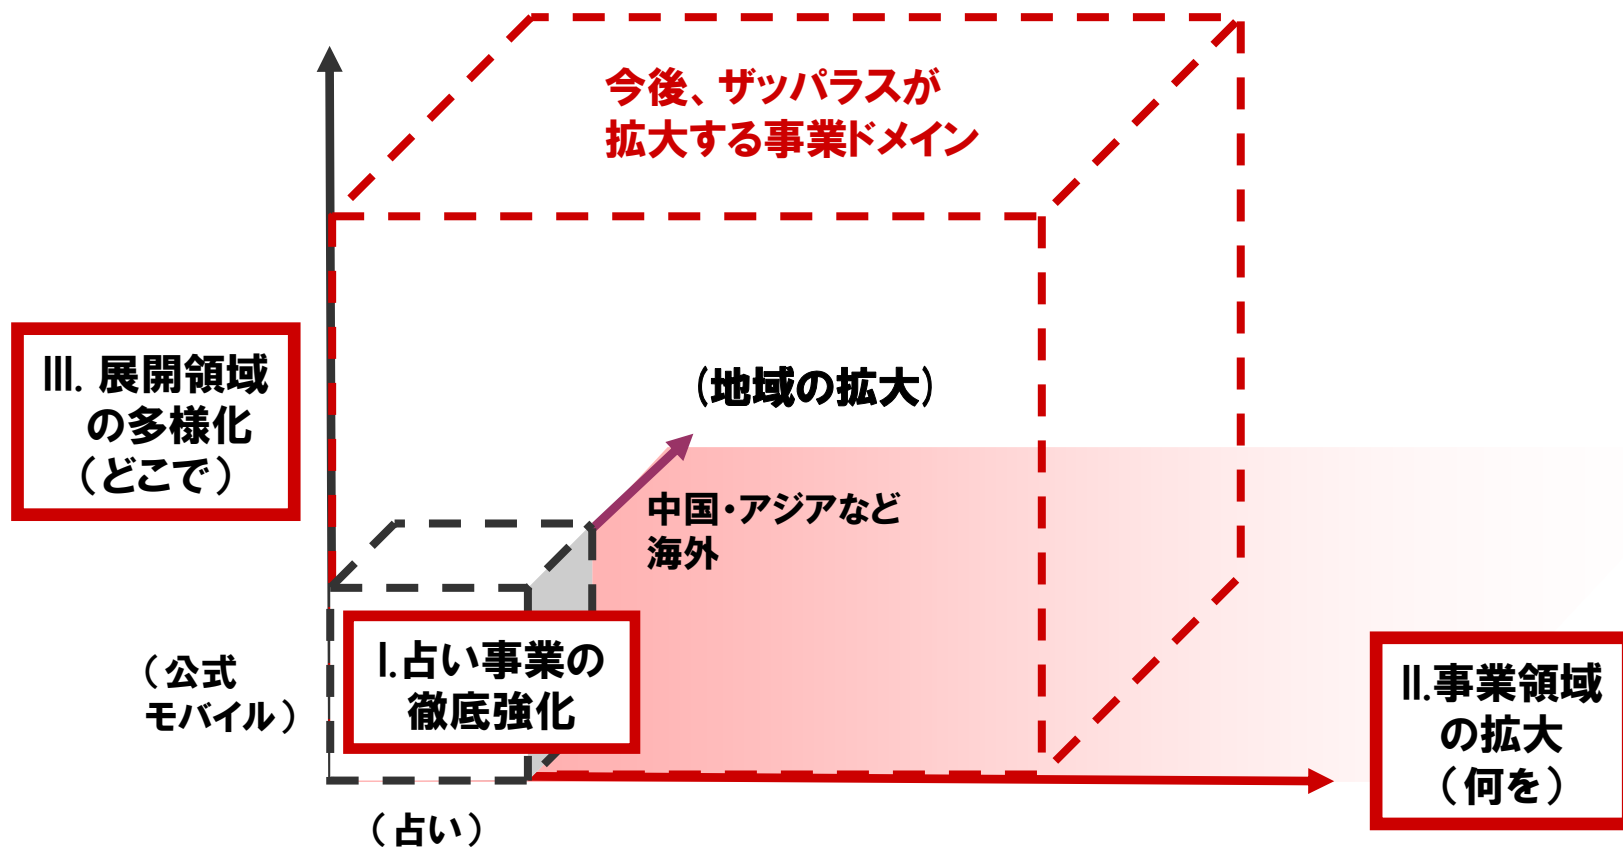 今後、ザッパラスが
拡大する事業ドメイン
Ⅲ. 展開領域
の多様化
（どこで）
（地域の拡大）
中国・アジアなど
海外
Ⅰ.占い事業の
徹底強化
（公式
モバイル）
Ⅱ.事業領域
の拡大
（何を）
（占い）